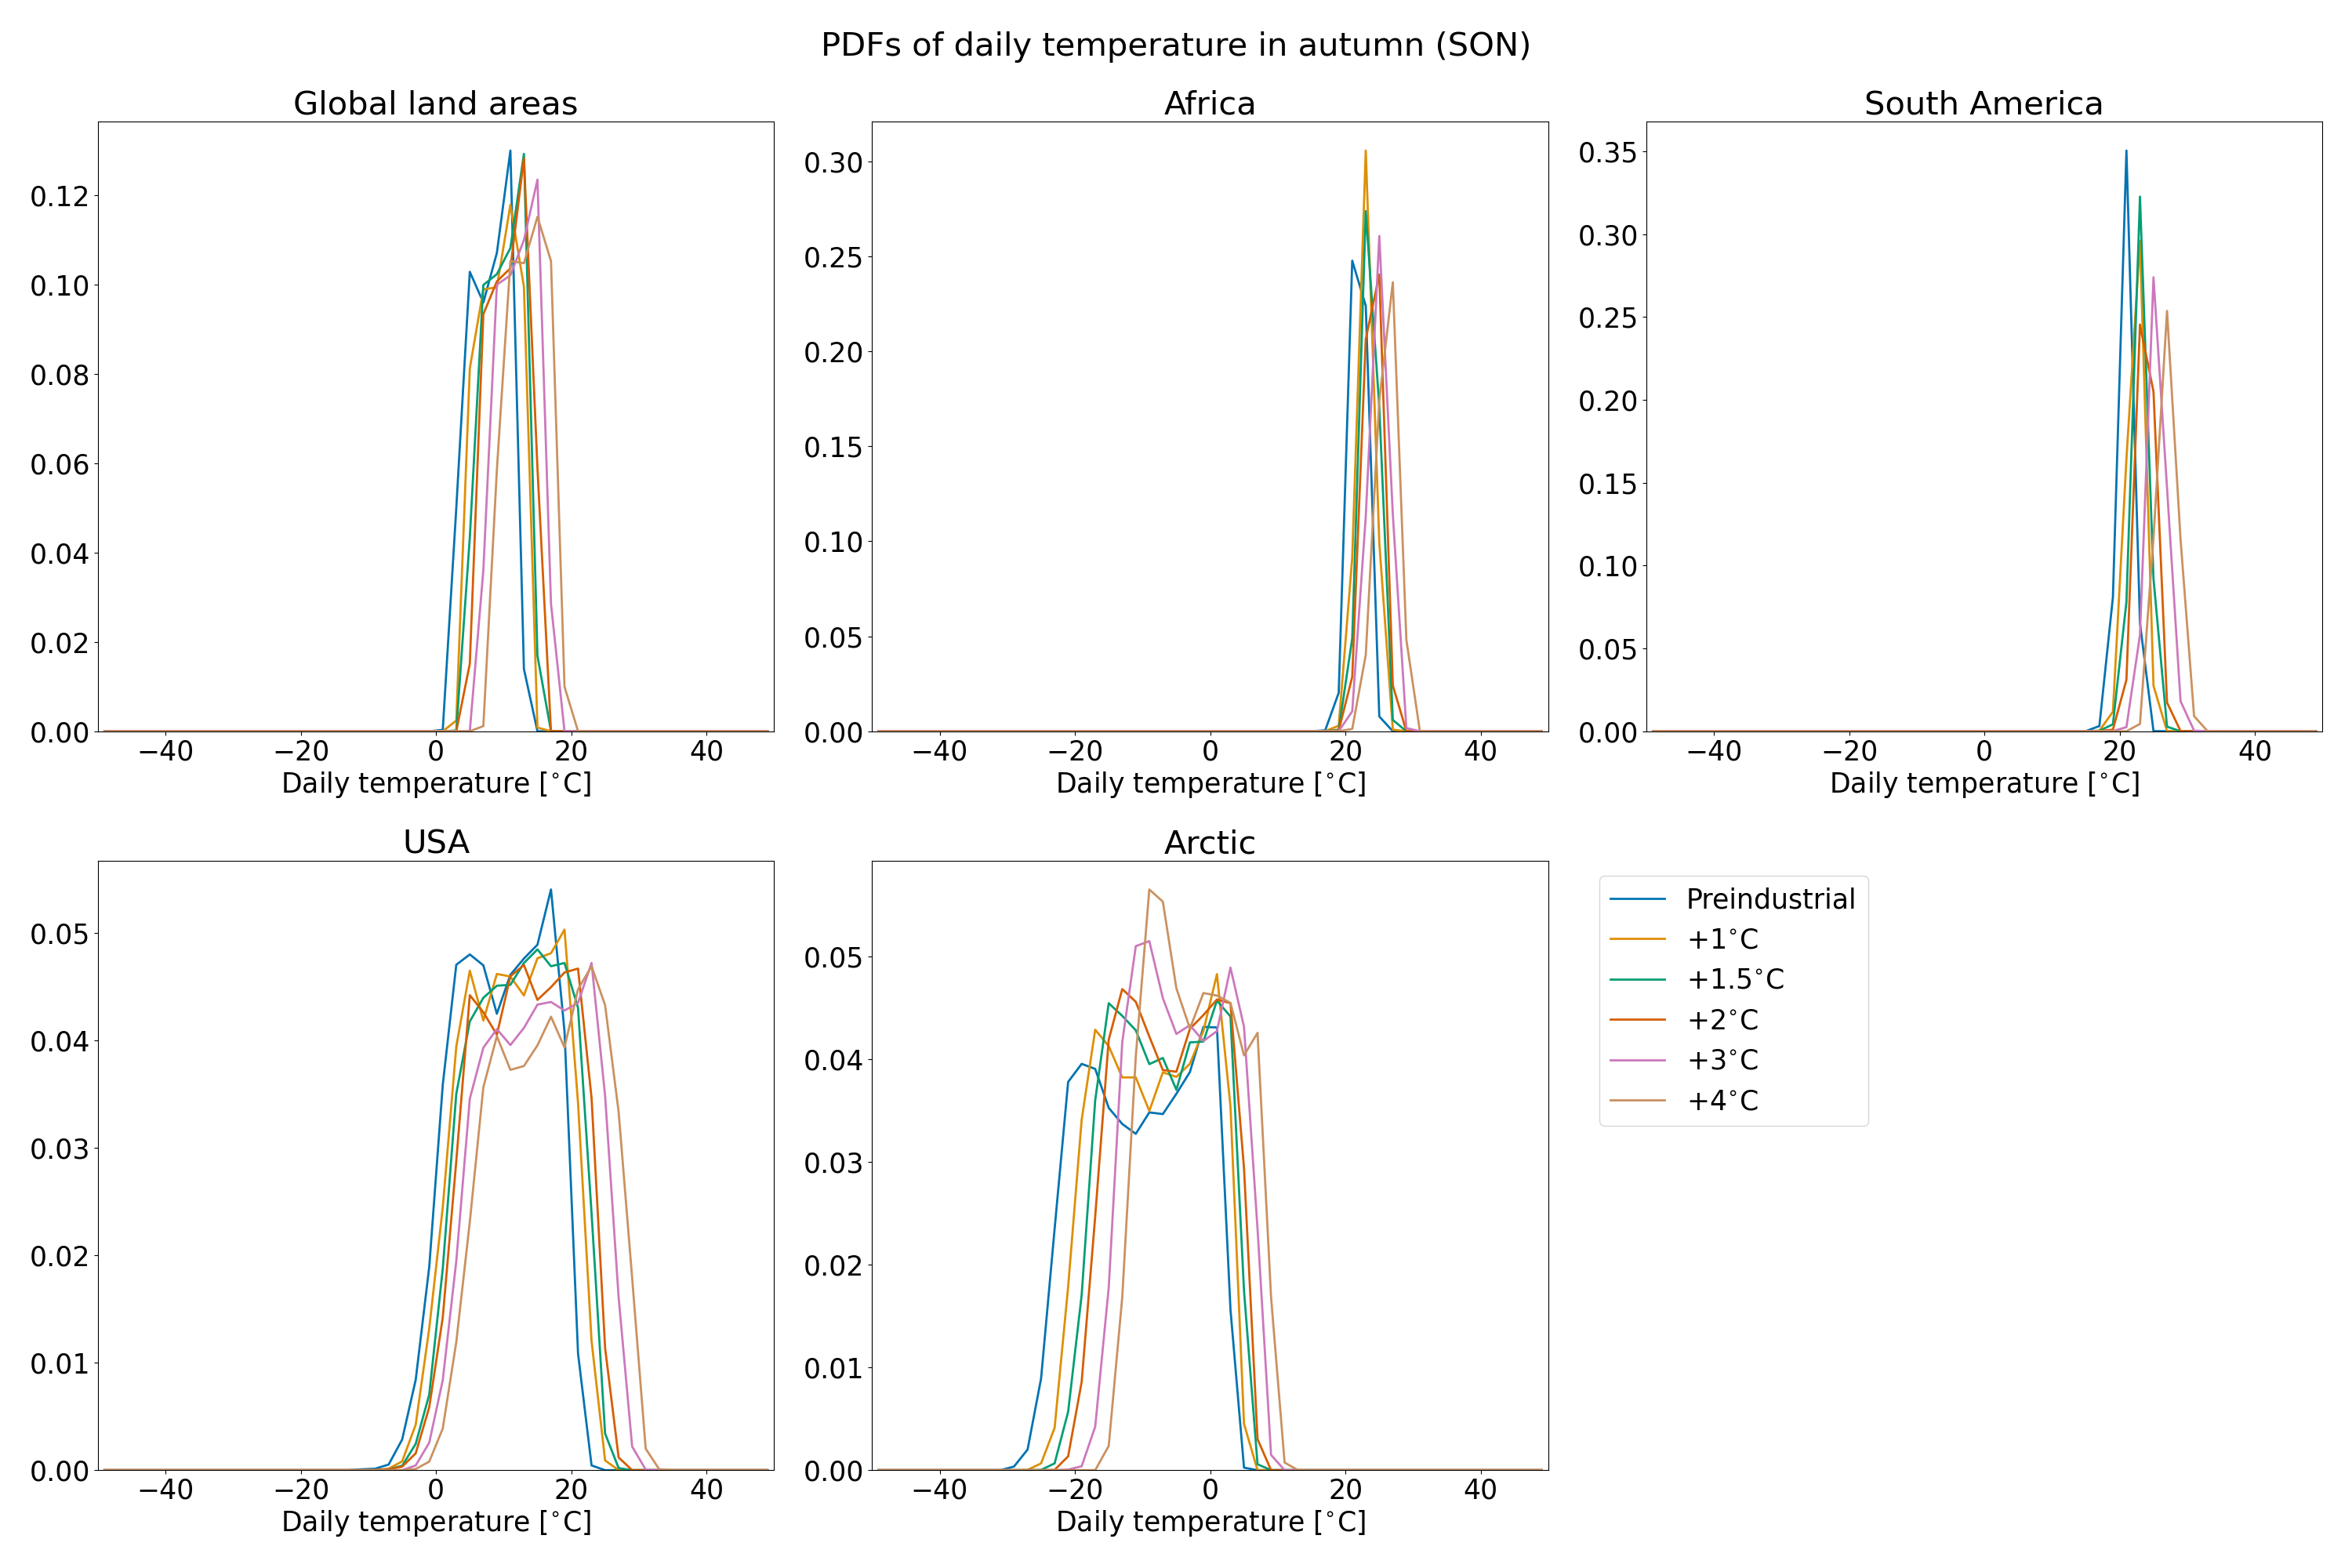 PDFs of daily temperature in autumn (SON)
Global land areas
0.12
0.10
0.08
0.06
0.04
0.02
0.00
−40 −20 0 20 40
Daily temperature [°C]
Africa
0.30
0.25
0.20
0.15
0.10
0.05
0.00
−40 −20 0 20 40
Daily temperature [°C]
South America
0.35
0.30
0.25
0.20
0.15
0.10
0.05
0.00
−40 −20 0 20 40
Daily temperature [°C]
USA
0.05
0.04
0.03
0.02
0.01
0.00
−40 −20 0 20 40
Daily temperature [°C]
Arctic
0.05
0.04
0.03
0.02
0.01
0.00
−40 −20 0 20 40
Daily temperature [°C]
Preindustrial
+1°C
+1.5°C
+2°C
+3°C
+4°C